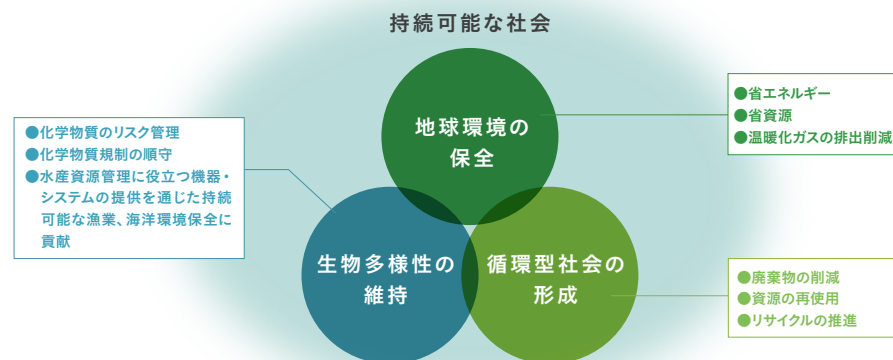 持続可能な社会
地球環境の
保全
●省エネルギー
●省資源
●温暖化ガスの排出削減
●化学物質のリスク管理
●化学物質規制の順守
●水産資源管理に役立つ機器・
システムの提供を通じた持続
可能な漁業、海洋環境保全に
貢献
生物多様性の
維持
循環型社会の
形成
●廃棄物の削減
●資源の再使用
●リサイクルの推進